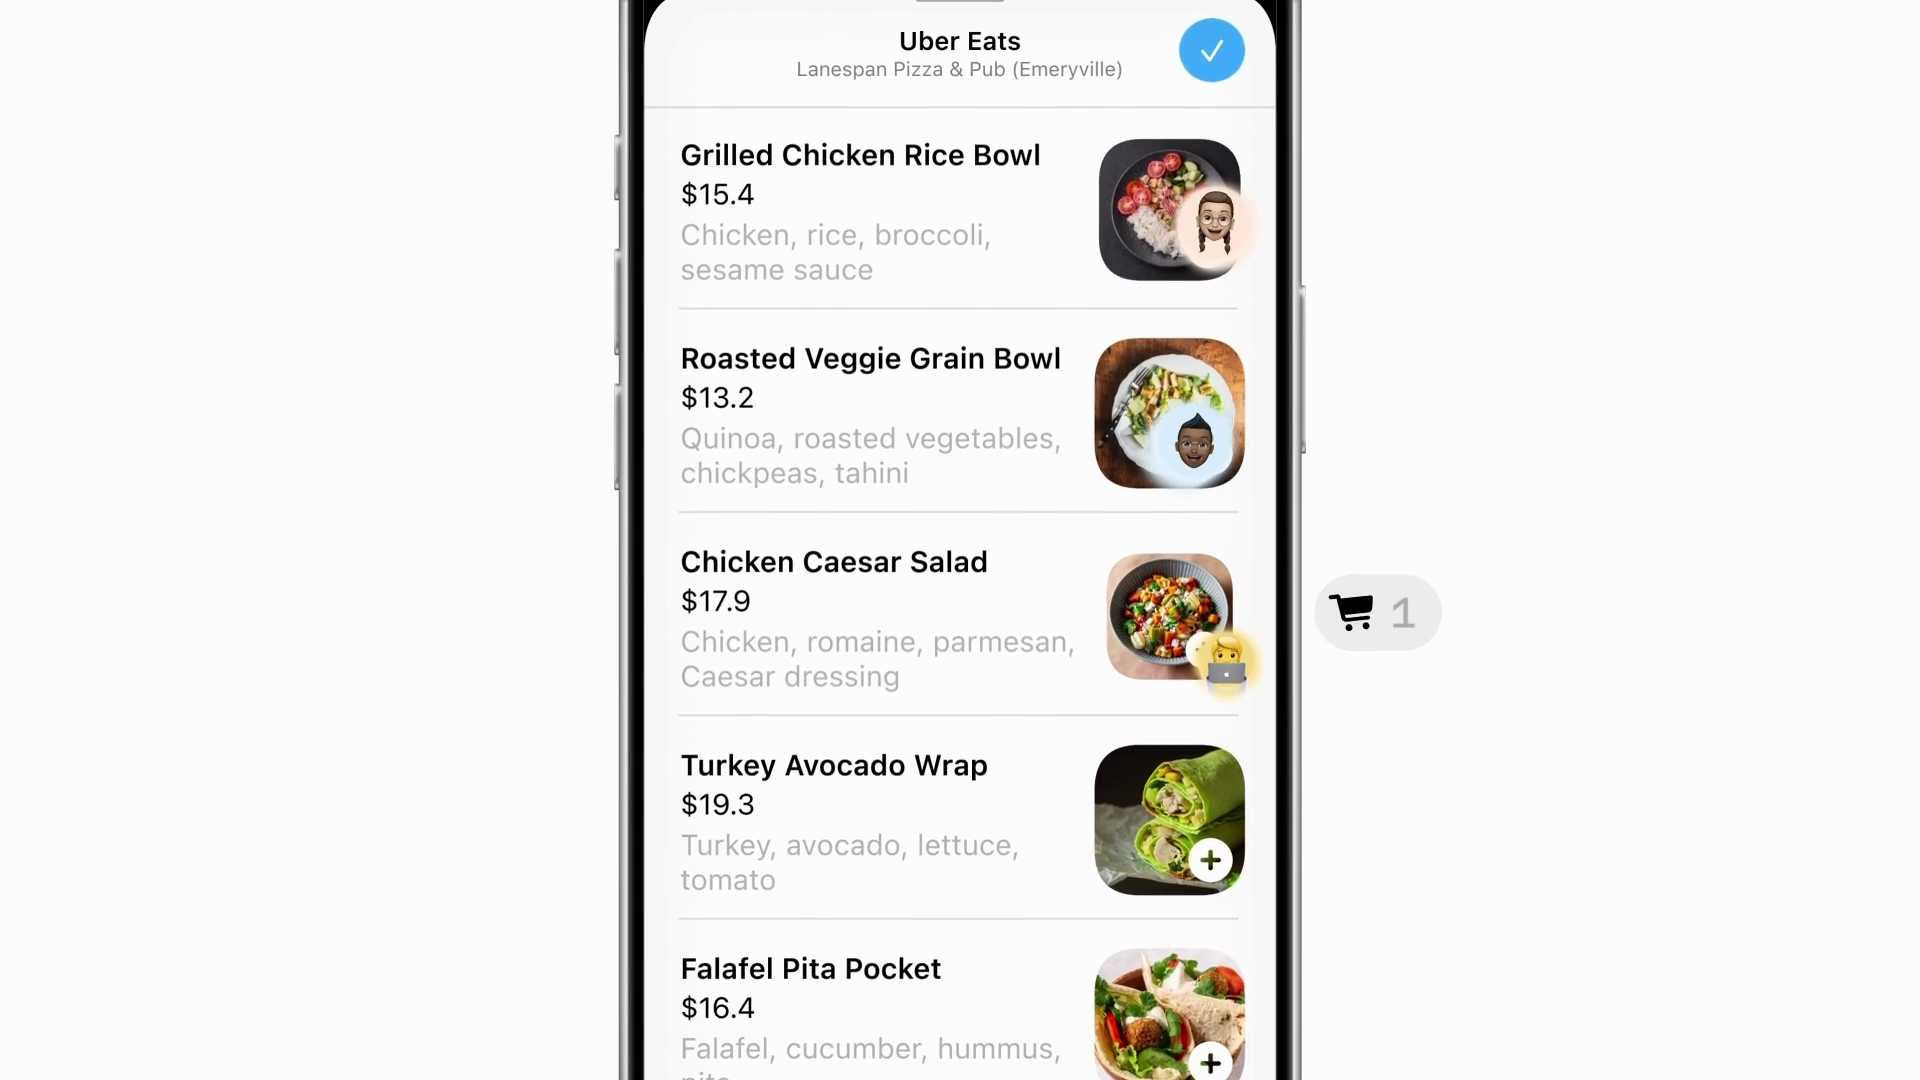 Uber Eats
Lanespan Pizza & Pub (Emeryville)
Grilled Chicken Rice Bowl
$15.4
Chicken, rice, broccoli,
sesame sauce
Roasted Veggie Grain Bowl
$13.2
Quinoa, roasted vegetables,
chickpeas, tahini
Chicken Caesar Salad
$17.9
Chicken, romaine, parmesan,
Caesar dressing
1
Turkey Avocado Wrap
$19.3
Turkey, avocado, lettuce,
tomato
Falafel Pita Pocket
$16.4
Falafel, cucumber, hummus,